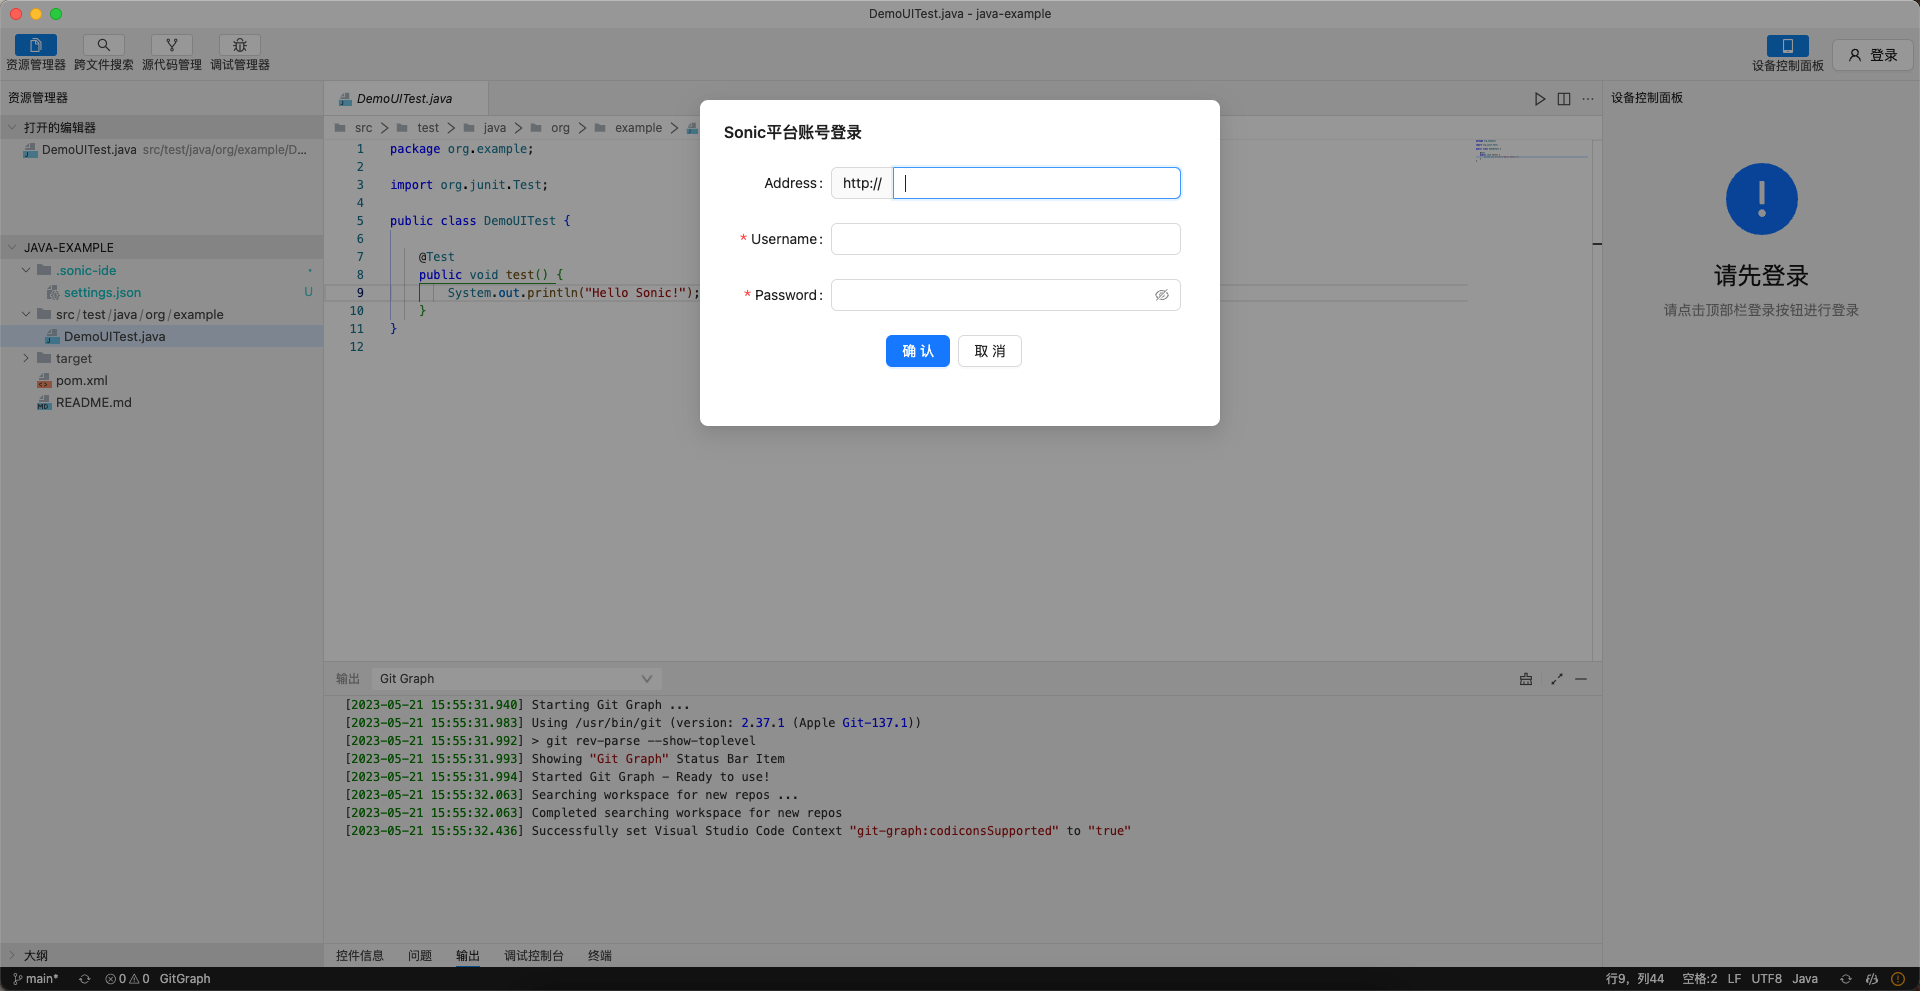 DemoUITest.java - java-example
资源管理器 跨文件搜索 源代码管理 调试管理器 设备控制面板 登录
资源管理器
打开的编辑器
DemoUITest.java src/test/java/org/example/D...
JAVA-EXAMPLE
.sonic-ide
settings.json U
src/test/java/org/example
DemoUITest.java
target
pom.xml
README.md
大纲
DemoUITest.java
src > test > java > org > example >
1 package org.example;
2
3 import org.junit.Test;
4
5 public class DemoUITest {
6
7 @Test
8 public void test() {
9 System.out.println("Hello Sonic!");
10 }
11 }
12
Sonic平台账号登录
Address: http://
* Username:
* Password:
确 认 取 消
设备控制面板
请先登录
请点击顶部栏登录按钮进行登录
输出 Git Graph
[2023-05-21 15:55:31.940] Starting Git Graph ...
[2023-05-21 15:55:31.983] Using /usr/bin/git (version: 2.37.1 (Apple Git-137.1))
[2023-05-21 15:55:31.992] > git rev-parse --show-toplevel
[2023-05-21 15:55:31.993] Showing "Git Graph" Status Bar Item
[2023-05-21 15:55:31.994] Started Git Graph - Ready to use!
[2023-05-21 15:55:32.063] Searching workspace for new repos ...
[2023-05-21 15:55:32.063] Completed searching workspace for new repos
[2023-05-21 15:55:32.436] Successfully set Visual Studio Code Context "git-graph:codiconsSupported" to "true"
控件信息 问题 输出 调试控制台 终端
main* 0 0 GitGraph 行9，列44 空格:2 LF UTF8 Java